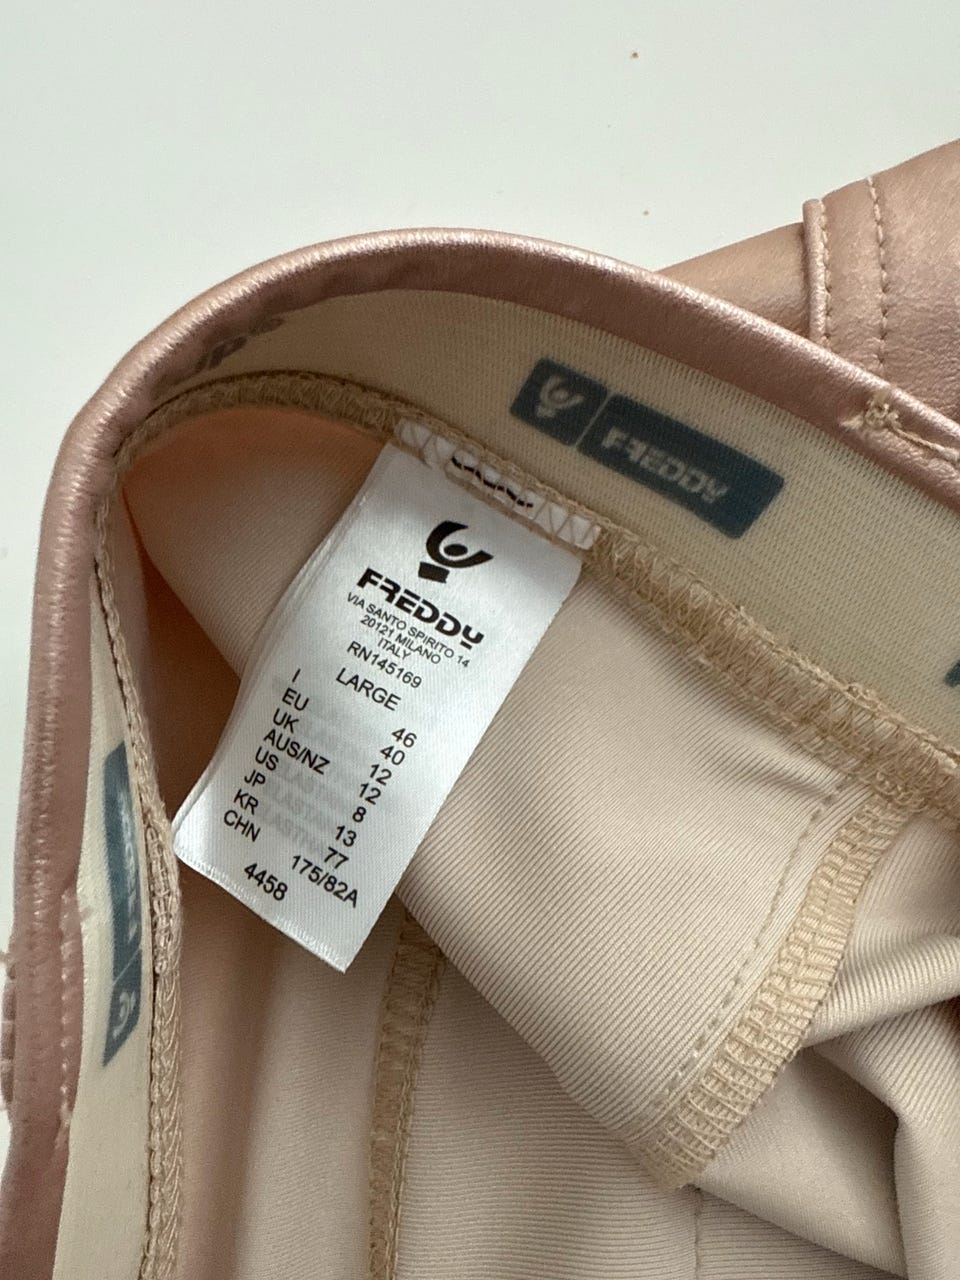 FREDDY
FREDDY
VIA SANTO SPIRITO 14
20121 MILANO
ITALY
RN145169
LARGE
I 46
EU 40
UK 12
AUS/NZ 12
US 8
JP 13
KR 77
CHN 175/82A
4458